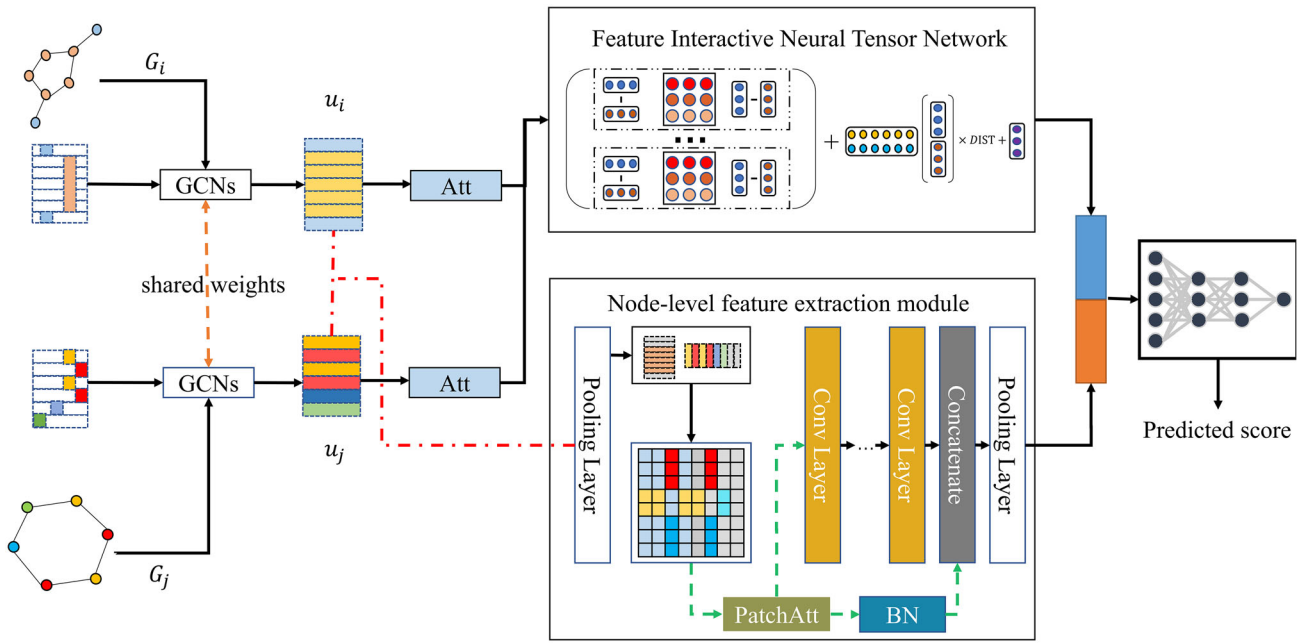 G_i
u_i
GCNs
Att
shared weights
GCNs
Att
u_j
G_j
Feature Interactive Neural Tensor Network
...
+
× DIST +
Node-level feature extraction module
Pooling Layer
Conv Layer
...
Conv Layer
Concatenate
Pooling Layer
PatchAtt
BN
Predicted score